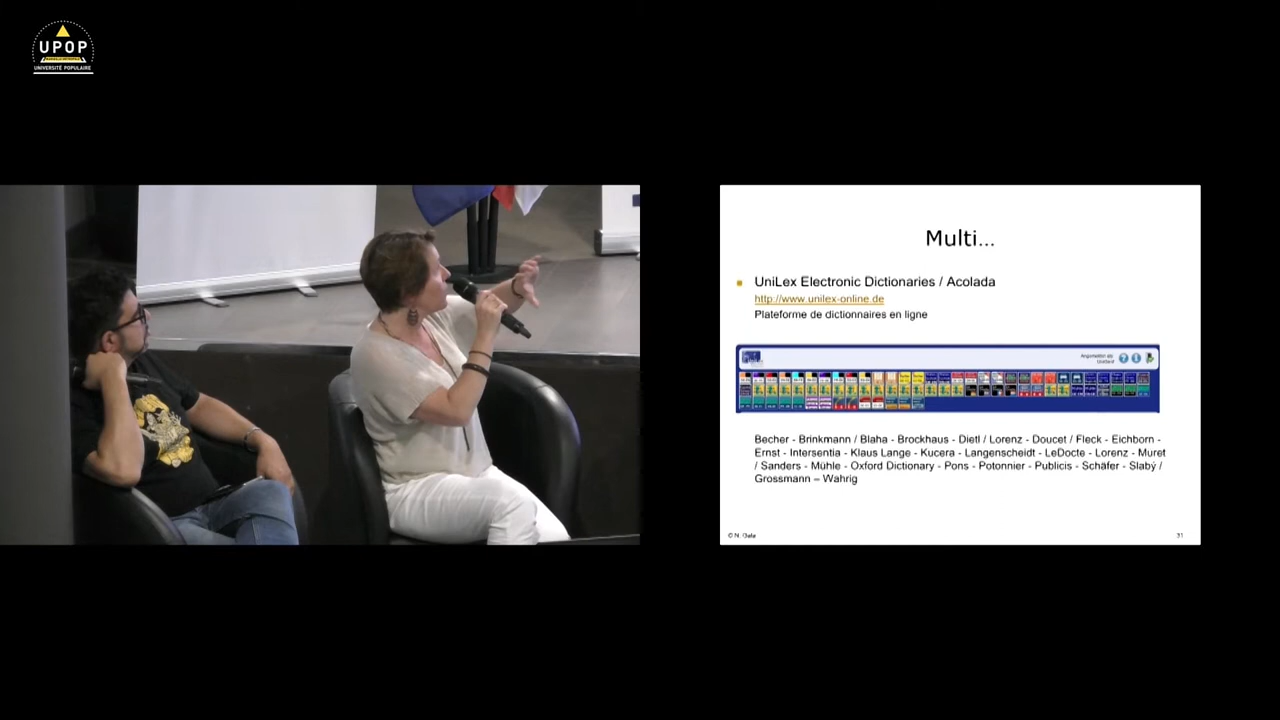 UPOP
UNIVERSITÉ POPULAIRE
Multi...
UniLex Electronic Dictionaries / Acolada
http://www.unilex-online.de
Plateforme de dictionnaires en ligne
Becher - Brinkmann / Blaha - Brockhaus - Dietl / Lorenz - Doucet / Fleck - Eichborn -
Ernst - Intersentia - Klaus Lange - Kucera - Langenscheidt - LeDocte - Lorenz - Muret
/ Sanders - Mühle - Oxford Dictionary - Pons - Potonnier - Publicis - Schäfer - Slabý /
Grossmann – Wahrig
© N. Gala
31